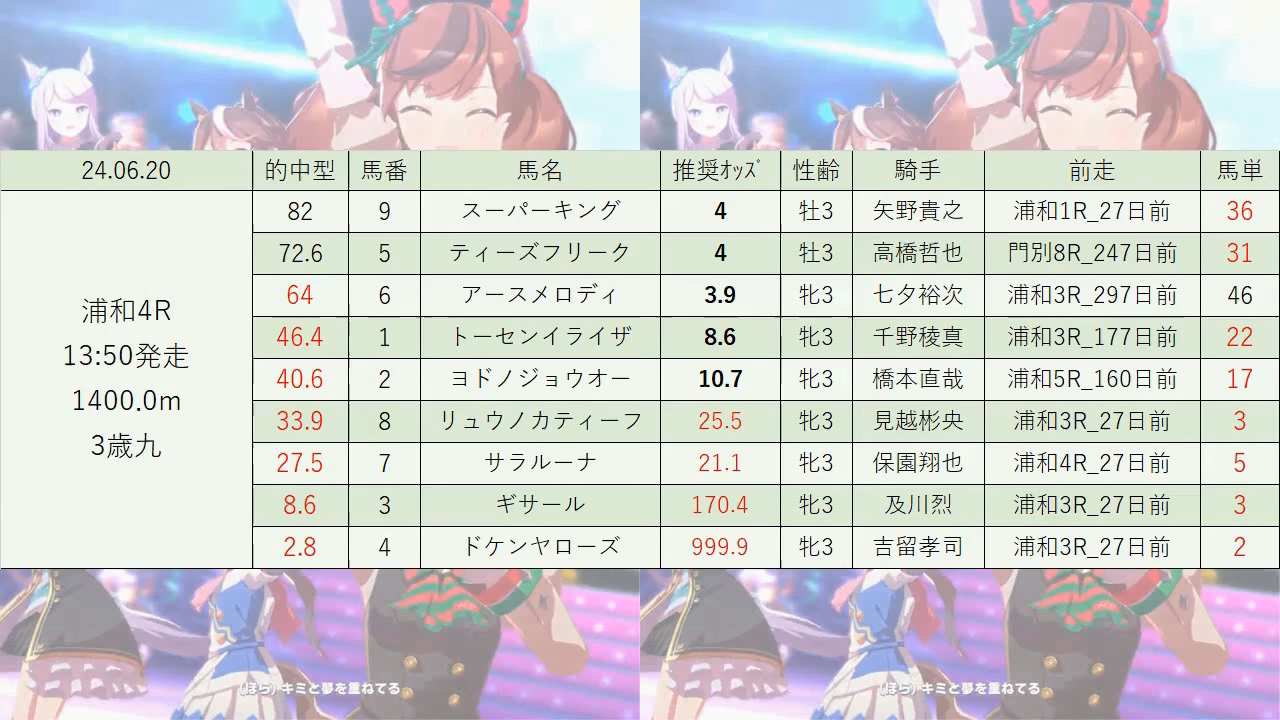 24.06.20 的中型 馬番 馬名 推奨ｵｯｽﾞ 性齢 騎手 前走 馬単
浦和4R
13:50発走
1400.0m
3歳九
82 9 スーパーキング 4 牡3 矢野貴之 浦和1R_27日前 36
72.6 5 ティーズフリーク 4 牡3 高橋哲也 門別8R_247日前 31
64 6 アースメロディ 3.9 牝3 七夕裕次 浦和3R_297日前 46
46.4 1 トーセンイライザ 8.6 牝3 千野稜真 浦和3R_177日前 22
40.6 2 ヨドノジョウオー 10.7 牝3 橋本直哉 浦和5R_160日前 17
33.9 8 リュウノカティーフ 25.5 牝3 見越彬央 浦和3R_27日前 3
27.5 7 サラルーナ 21.1 牝3 保園翔也 浦和4R_27日前 5
8.6 3 ギサール 170.4 牝3 及川烈 浦和3R_27日前 3
2.8 4 ドケンヤローズ 999.9 牝3 吉留孝司 浦和3R_27日前 2
(ほら)キミと夢を重ねてる
(ほら)キミと夢を重ねてる